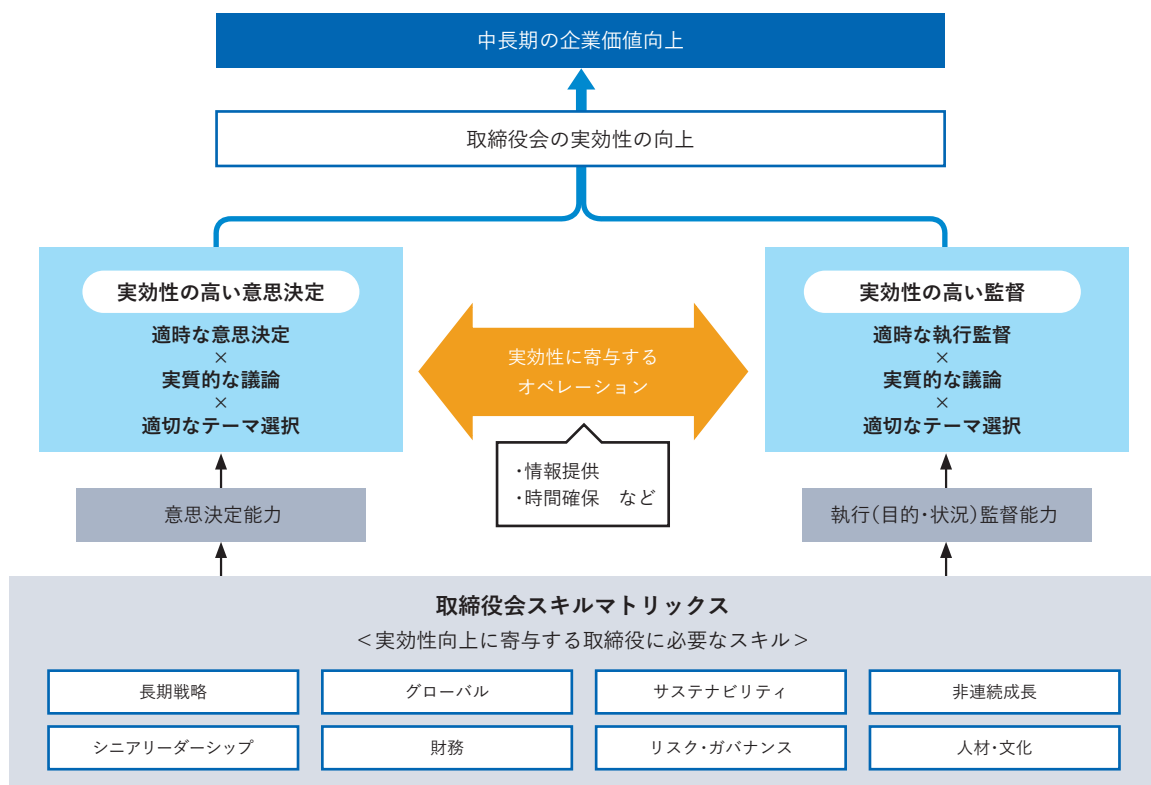 中長期の企業価値向上
取締役会の実効性の向上
実効性の高い意思決定
適時な意思決定
×
実質的な議論
×
適切なテーマ選択
実効性に寄与する
オペレーション
・情報提供
・時間確保　など
実効性の高い監督
適時な執行監督
×
実質的な議論
×
適切なテーマ選択
意思決定能力
執行(目的・状況)監督能力
取締役会スキルマトリックス
＜実効性向上に寄与する取締役に必要なスキル＞
長期戦略
グローバル
サステナビリティ
非連続成長
シニアリーダーシップ
財務
リスク・ガバナンス
人材・文化